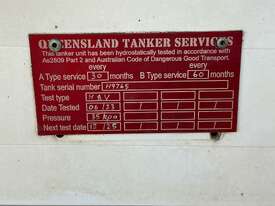 QUEENSLAND TANKER SERVICES
This tanker unit has been hydrostatically tested in accordance with
As2809 Part 2 and Australian Code of Dangerous Good Transport.
every every
A Type service 30 months B Type service 60 months
Tank serial number H9765
Test type H & V
Date Tested 06/23 / / / /
Pressure 35 kpa
Next test date 12/25 / / / /